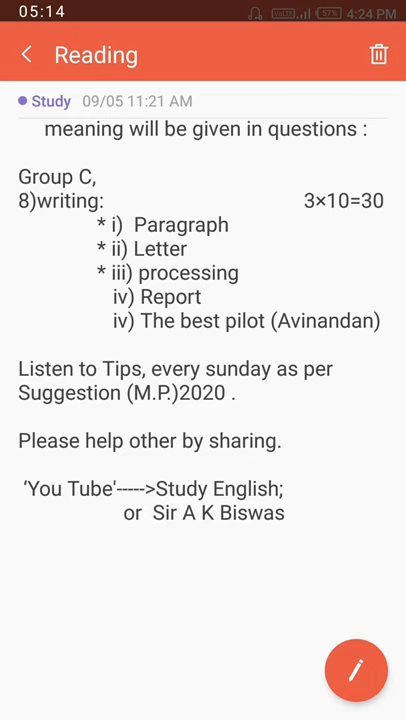 05:14
VoLTE 57% 4:24 PM
Reading
Study 09/05 11:21 AM
meaning will be given in questions :
Group C,
8)writing: 3×10=30
* i) Paragraph
* ii) Letter
* iii) processing
iv) Report
iv) The best pilot (Avinandan)
Listen to Tips, every sunday as per
Suggestion (M.P.)2020 .
Please help other by sharing.
‘You Tube'----->Study English;
or Sir A K Biswas